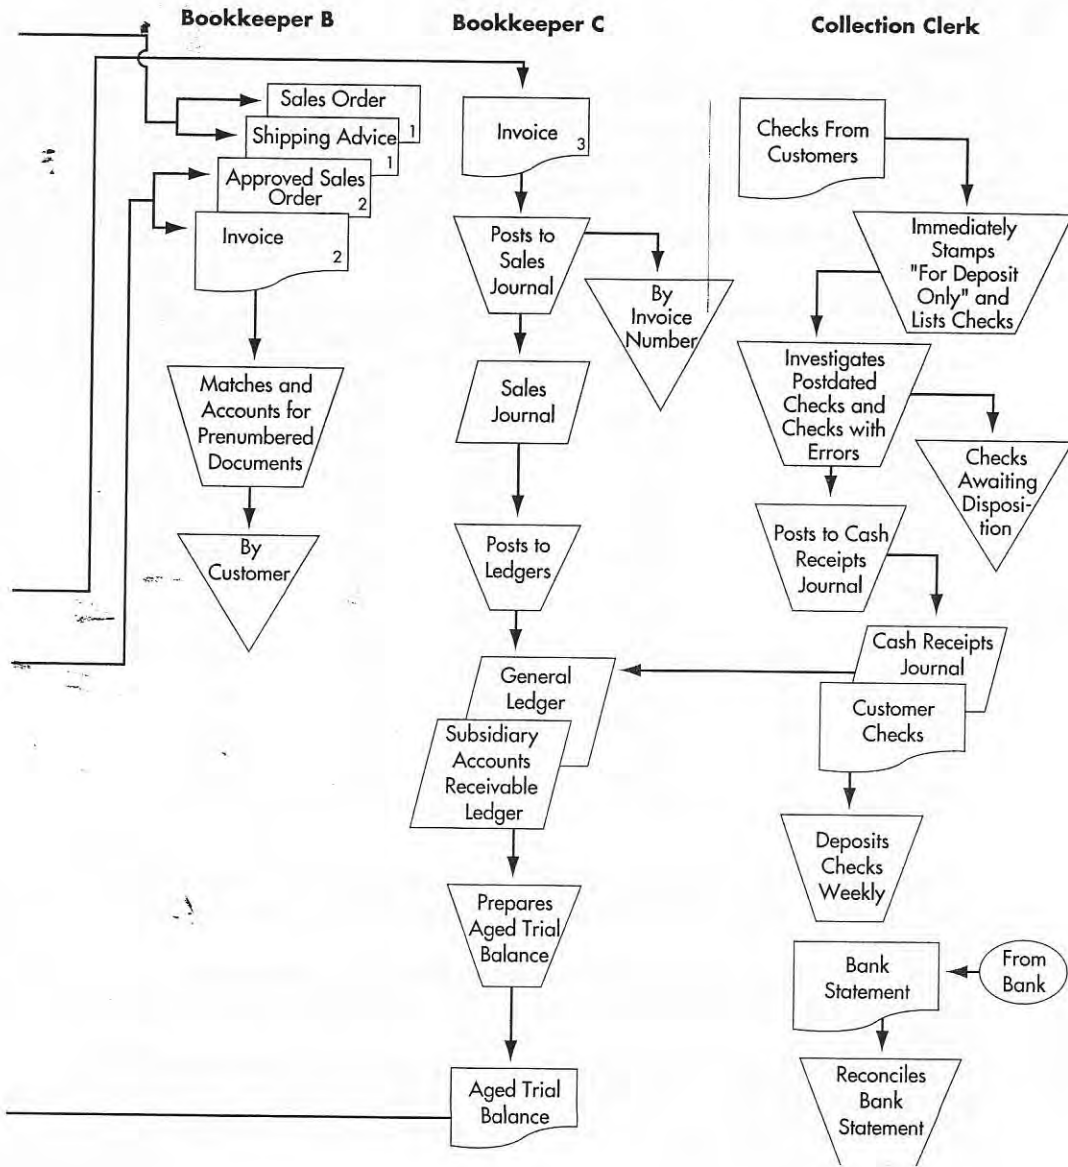 Bookkeeper B
Sales Order
1
Shipping Advice
1
Approved Sales
Order
2
Invoice
2
Matches and
Accounts for
Prenumbered
Documents
By
Customer
Bookkeeper C
Invoice
3
Posts to
Sales
Journal
By
Invoice
Number
Sales
Journal
Posts to
Ledgers
General
Ledger
Subsidiary
Accounts
Receivable
Ledger
Prepares
Aged Trial
Balance
Aged Trial
Balance
Collection Clerk
Checks From
Customers
Immediately
Stamps
"For Deposit
Only" and
Lists Checks
Investigates
Postdated
Checks and
Checks with
Errors
Checks
Awaiting
Disposi-
tion
Posts to Cash
Receipts
Journal
Cash Receipts
Journal
Customer
Checks
Deposits
Checks
Weekly
Bank
Statement
From
Bank
Reconciles
Bank
Statement